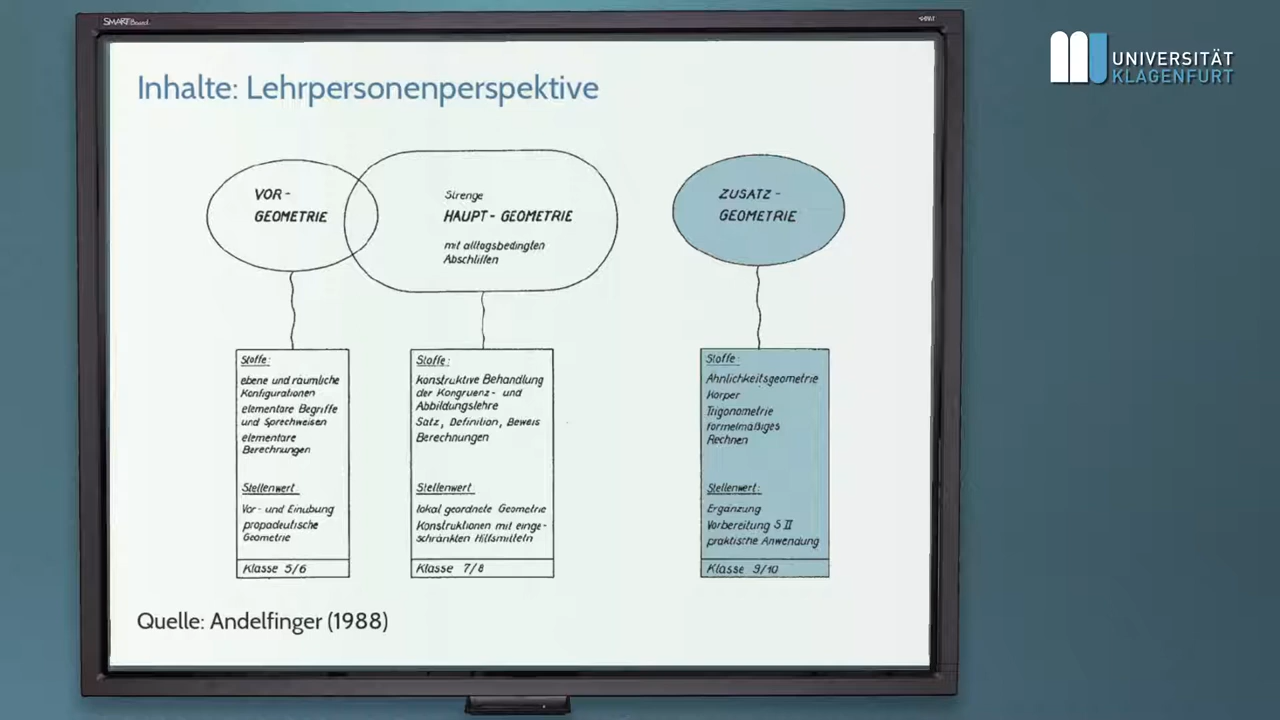 SMART Board
UNIVERSITÄT
KLAGENFURT
Inhalte: Lehrpersonenperspektive
VOR-
GEOMETRIE
Strenge
HAUPT-GEOMETRIE
mit alltagsbedingten
Abschliffen
ZUSATZ-
GEOMETRIE
Stoffe:
ebene und räumliche
Konfigurationen
elementare Begriffe
und Sprechweisen
elementare
Berechnungen
Stellenwert
Vor- und Einübung
propädeutische
Geometrie
Klasse 5/6
Stoffe:
konstruktive Behandlung
der Kongruenz- und
Abbildungslehre
Satz, Definition, Beweis
Berechnungen
Stellenwert
lokal geordnete Geometrie
Konstruktionen mit einge-
schränkten Hilfsmitteln
Klasse 7/8
Stoffe:
Ähnlichkeitsgeometrie
Körper
Trigonometrie
formelmäßiges
Rechnen
Stellenwert:
Ergänzung
Vorbereitung S II
praktische Anwendung
Klasse 9/10
Quelle: Andelfinger (1988)